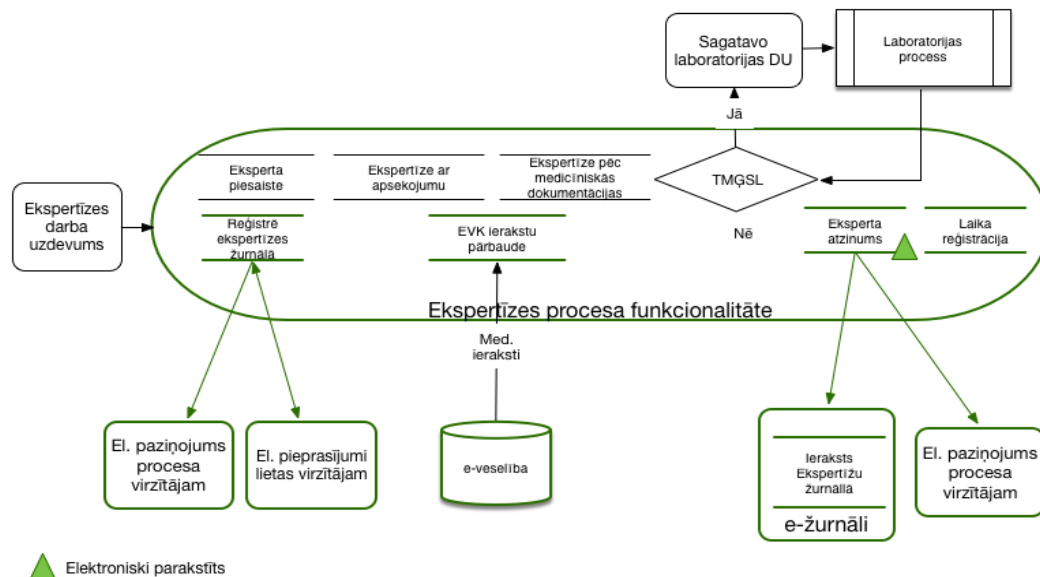 Sagatavo
laboratorijas DU
Laboratorijas
process
Jā
Eksperta
piesaiste
Ekspertīze ar
apsekojumu
Ekspertīze pēc
medicīniskās
dokumentācijas
TMĢSL
Ekspertīzes
darba
uzdevums
Reģistrē
ekspertīzes
žurnālā
EVK ierakstu
pārbaude
Nē
Eksperta
atzinums
Laika
reģistrācija
Ekspertīzes procesa funkcionalitāte
Med.
ieraksti
El. paziņojums
procesa
virzītājam
El. pieprasījumi
lietas virzītājam
e-veselība
Ieraksts
Ekspertīžu
žurnāllā
e-žurnāli
El. paziņojums
procesa
virzītājam
Elektroniski parakstīts